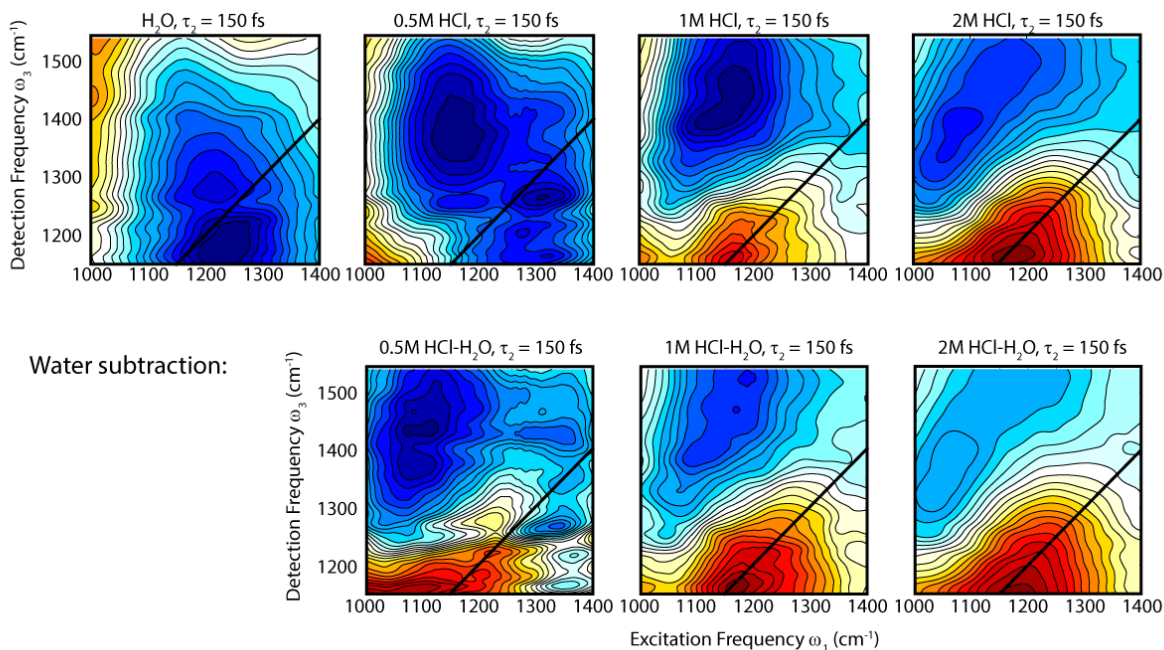 H₂O, τ₂ = 150 fs
0.5M HCl, τ₂ = 150 fs
1M HCl, τ₂ = 150 fs
2M HCl, τ₂ = 150 fs
Detection Frequency ω₃ (cm⁻¹)
1500
1400
1300
1200
1000 1100 1200 1300 1400
1000 1100 1200 1300 1400
1000 1100 1200 1300 1400
1000 1100 1200 1300 1400
Water subtraction:
0.5M HCl-H₂O, τ₂ = 150 fs
1M HCl-H₂O, τ₂ = 150 fs
2M HCl-H₂O, τ₂ = 150 fs
Detection Frequency ω₃ (cm⁻¹)
1500
1400
1300
1200
1000 1100 1200 1300 1400
1000 1100 1200 1300 1400
1000 1100 1200 1300 1400
Excitation Frequency ω₁ (cm⁻¹)